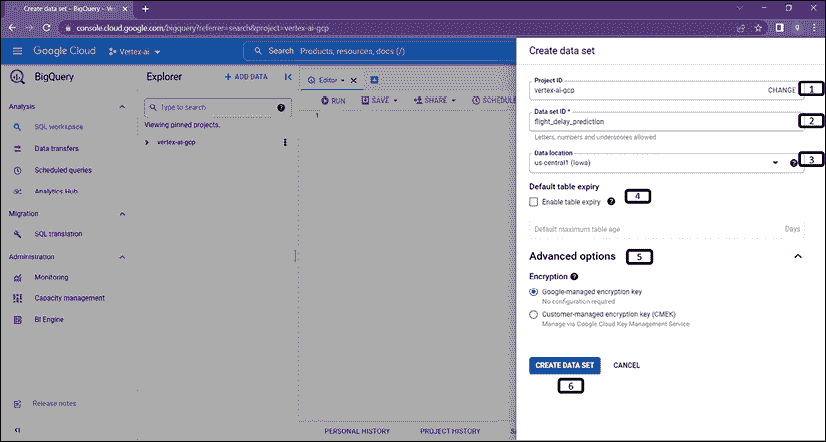 Create data set - BigQuery - Ve
console.cloud.google.com/bigquery?referrer=search&project=vertex-ai-gcp
Google Cloud
Vertex-ai
Search Products, resources, docs (/)
BigQuery
Analysis
SQL workspace
Data transfers
Scheduled queries
Analytics Hub
Migration
SQL translation
Administration
Monitoring
Capacity management
BI Engine
Release notes
Explorer
+ ADD DATA
Type to search
Viewing pinned projects.
vertex-ai-gcp
Editor
RUN
SAVE
SHARE
SCHEDULE
1
PERSONAL HISTORY
PROJECT HISTORY
Create data set
Project ID
vertex-ai-gcp
CHANGE
1
Data set ID *
flight_delay_prediction
2
Letters, numbers and underscores allowed
Data location
us-central1 (Iowa)
3
Default table expiry
4
Enable table expiry
Default maximum table age
Days
Advanced options
5
Encryption
Google-managed encryption key
No configuration required
Customer-managed encryption key (CMEK)
Manage via Google Cloud Key Management Service
CREATE DATA SET
CANCEL
6